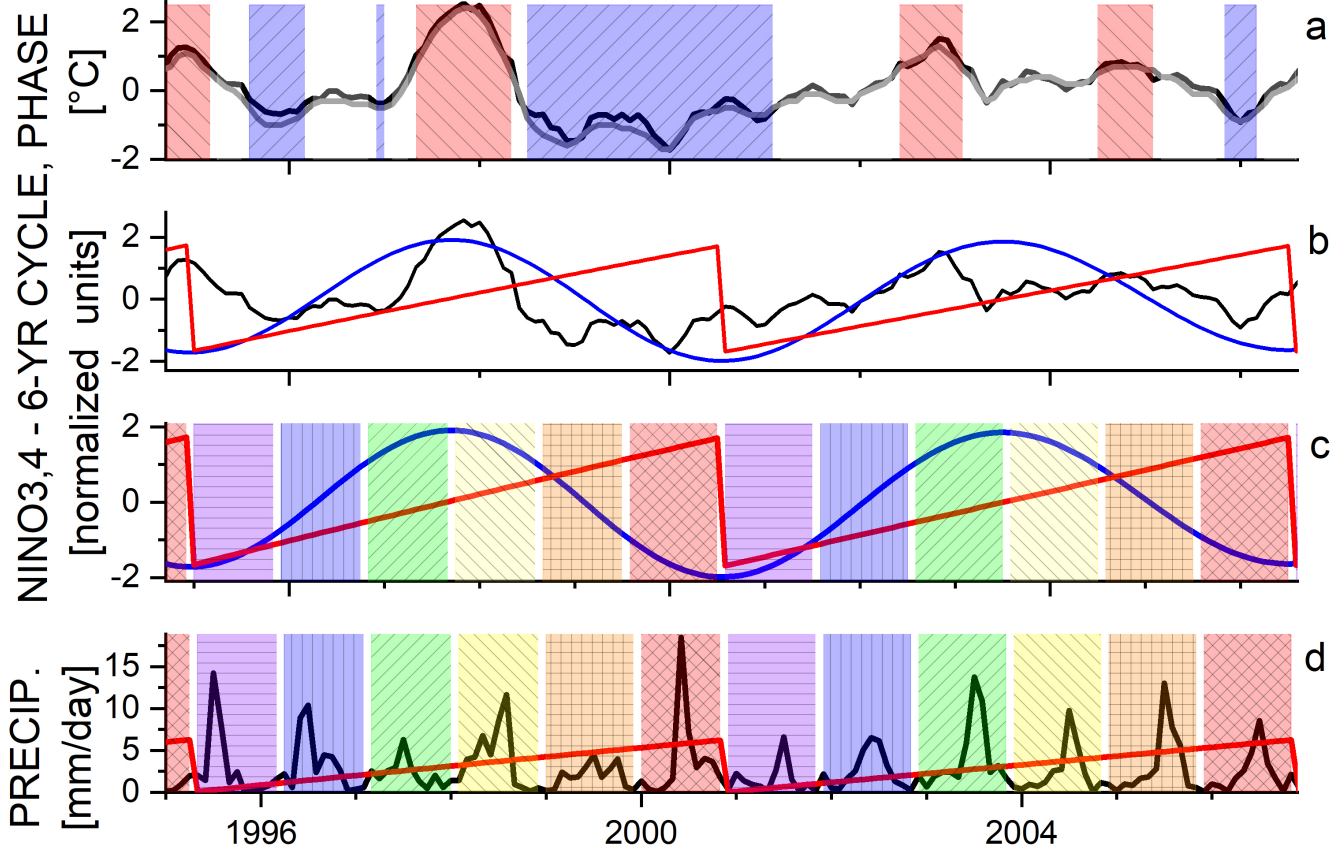 NINO3,4 - 6-YR CYCLE, PHASE
[°C]
2
0
-2
a
[normalized units]
2
0
-2
b
2
0
-2
c
PRECIP.
[mm/day]
15
10
5
0
d
1996
2000
2004